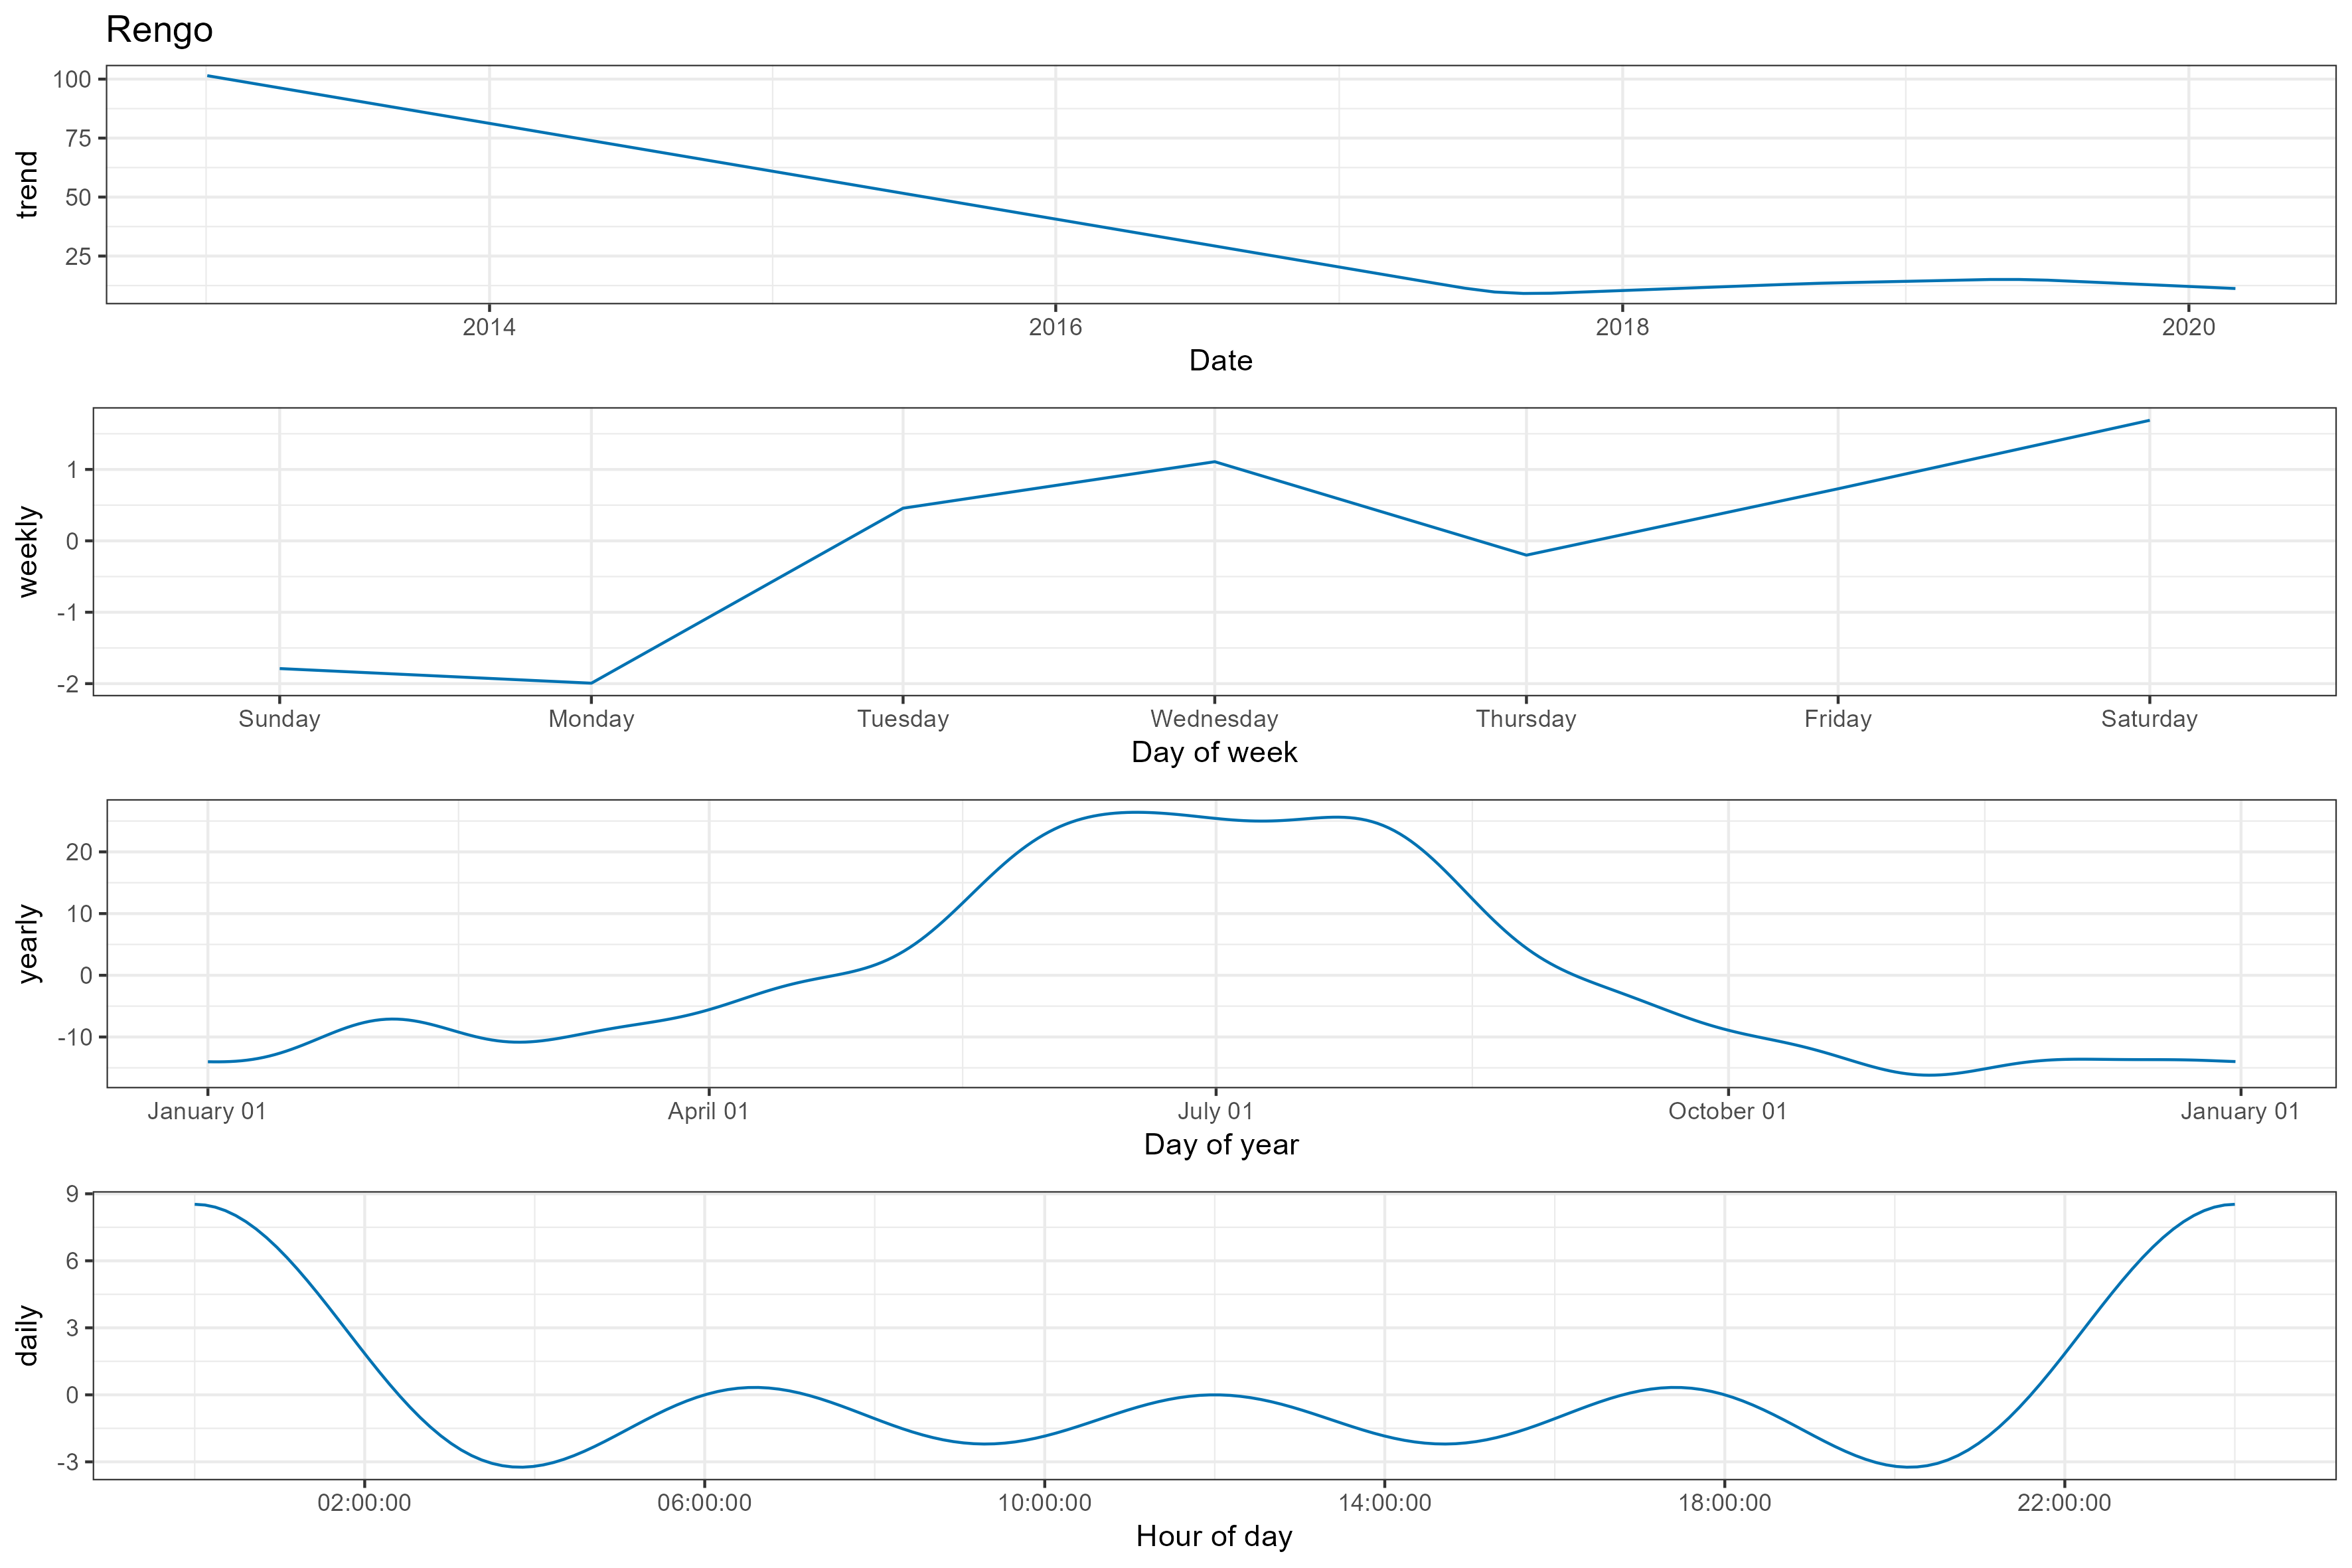 Rengo
trend
100
75
50
25
2014 2016 2018 2020
Date
weekly
1
0
-1
-2
Sunday Monday Tuesday Wednesday Thursday Friday Saturday
Day of week
yearly
20
10
0
-10
January 01 April 01 July 01 October 01 January 01
Day of year
daily
9
6
3
0
-3
02:00:00 06:00:00 10:00:00 14:00:00 18:00:00 22:00:00
Hour of day